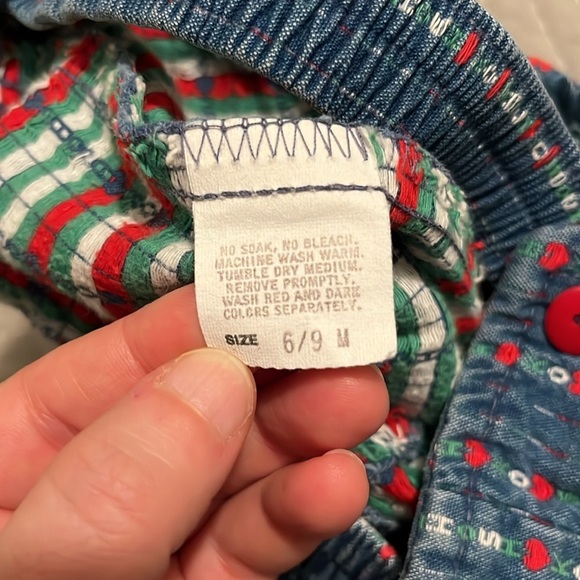 NO SOAK, NO BLEACH.
MACHINE WASH WARM.
TUMBLE DRY MEDIUM.
REMOVE PROMPTLY.
WASH RED AND DARK
COLORS SEPARATELY.
SIZE 6/9 M